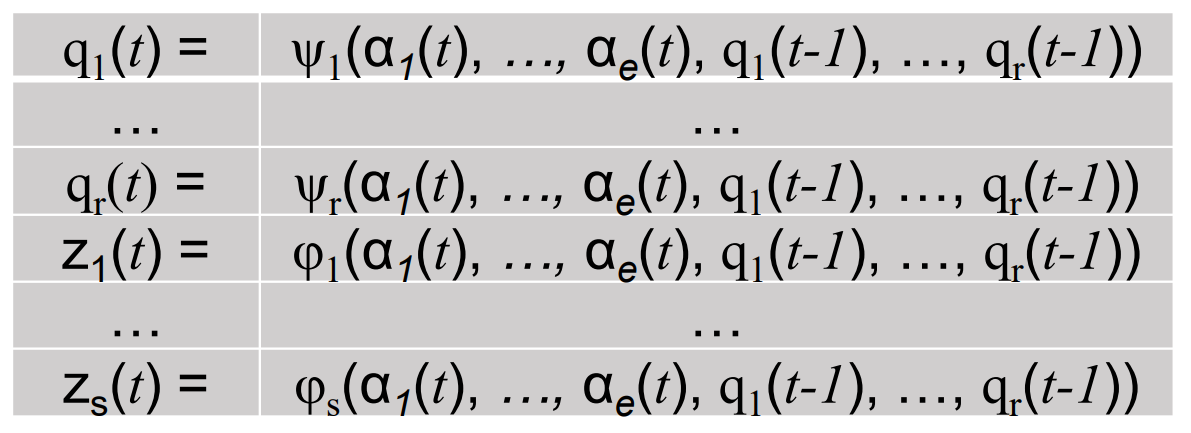 q₁(t) = ψ₁(α₁(t), …, αₑ(t), q₁(t-1), …, qᵣ(t-1))
… …
qᵣ(t) = ψᵣ(α₁(t), …, αₑ(t), q₁(t-1), …, qᵣ(t-1))
z₁(t) = φ₁(α₁(t), …, αₑ(t), q₁(t-1), …, qᵣ(t-1))
… …
zₛ(t) = φₛ(α₁(t), …, αₑ(t), q₁(t-1), …, qᵣ(t-1))